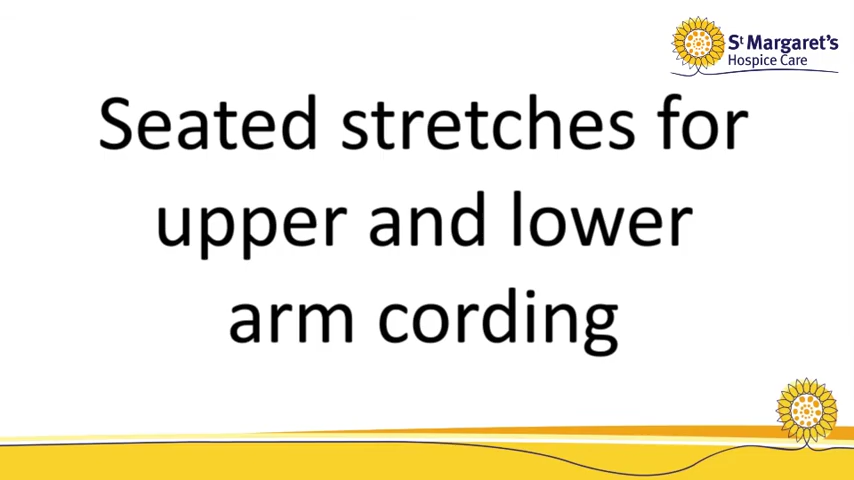 St Margaret's
Hospice Care
Seated stretches for
upper and lower
arm cording